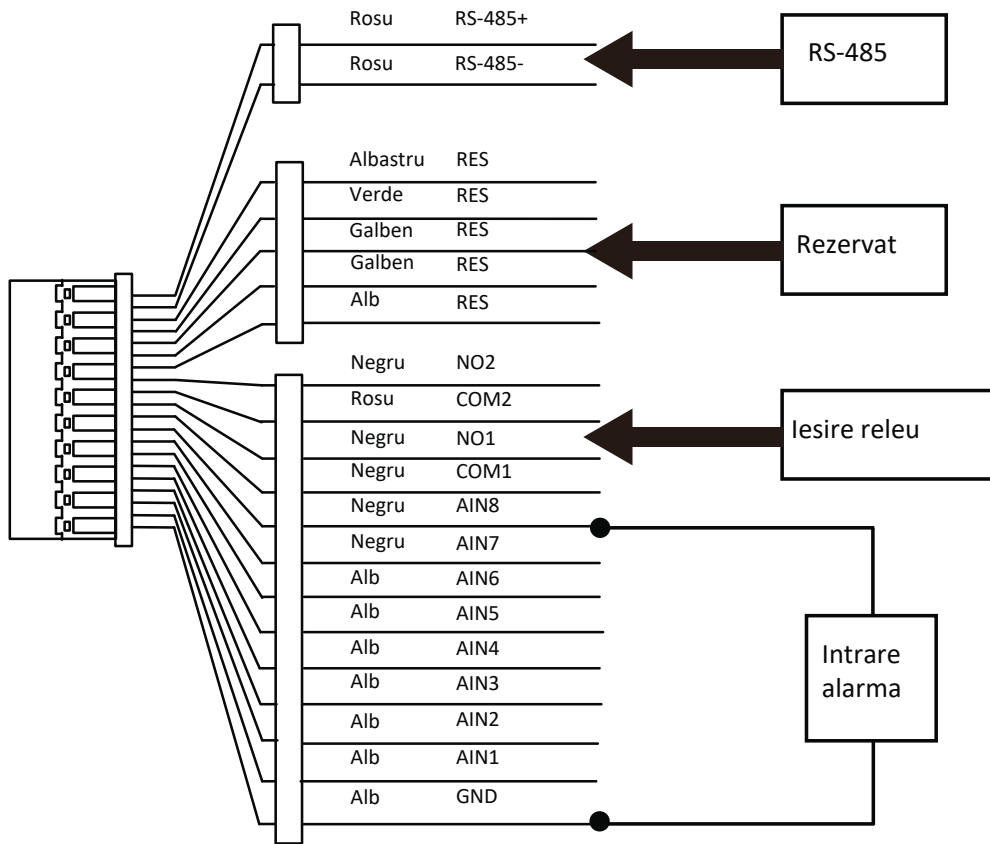 Rosu RS-485+
Rosu RS-485-
RS-485
Albastru RES
Verde RES
Galben RES
Galben RES
Alb RES
Rezervat
Negru NO2
Rosu COM2
Negru NO1
Negru COM1
Iesire releu
Negru AIN8
Negru AIN7
Alb AIN6
Alb AIN5
Alb AIN4
Alb AIN3
Alb AIN2
Alb AIN1
Alb GND
Intrare
alarma